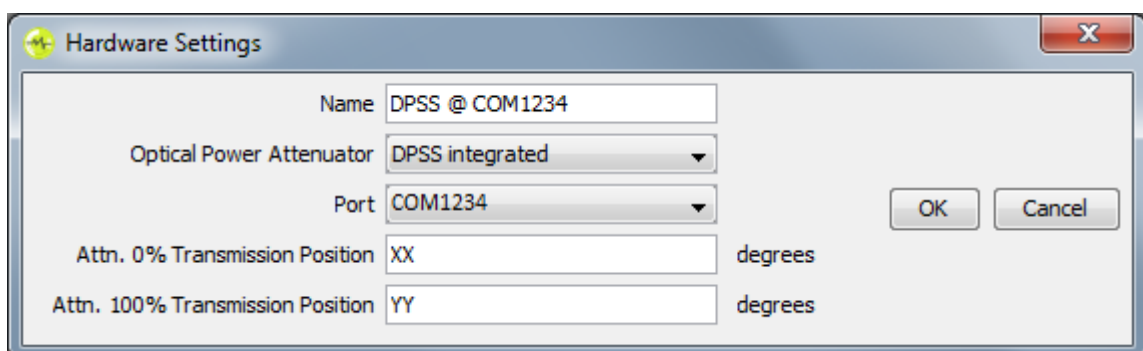 Hardware Settings
Name DPSS @ COM1234
Optical Power Attenuator DPSS integrated
Port COM1234
OK Cancel
Attn. 0% Transmission Position XX degrees
Attn. 100% Transmission Position YY degrees